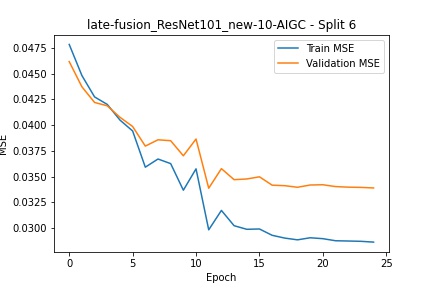 late-fusion_ResNet101_new-10-AIGC - Split 6
Train MSE
Validation MSE
MSE
0.0475
0.0450
0.0425
0.0400
0.0375
0.0350
0.0325
0.0300
0
5
10
15
20
25
Epoch